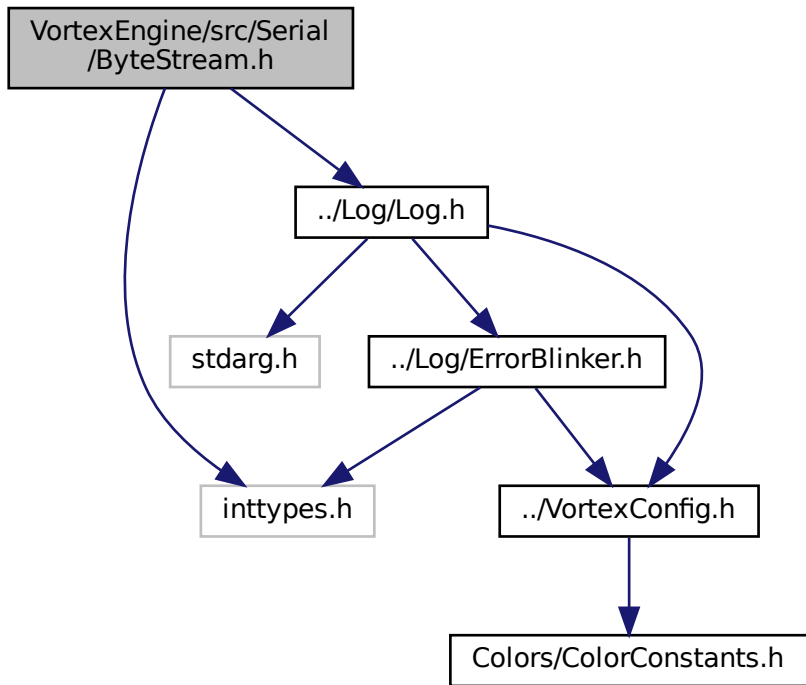 VortexEngine/src/Serial
/ByteStream.h
../Log/Log.h
stdarg.h
../Log/ErrorBlinker.h
inttypes.h
../VortexConfig.h
Colors/ColorConstants.h